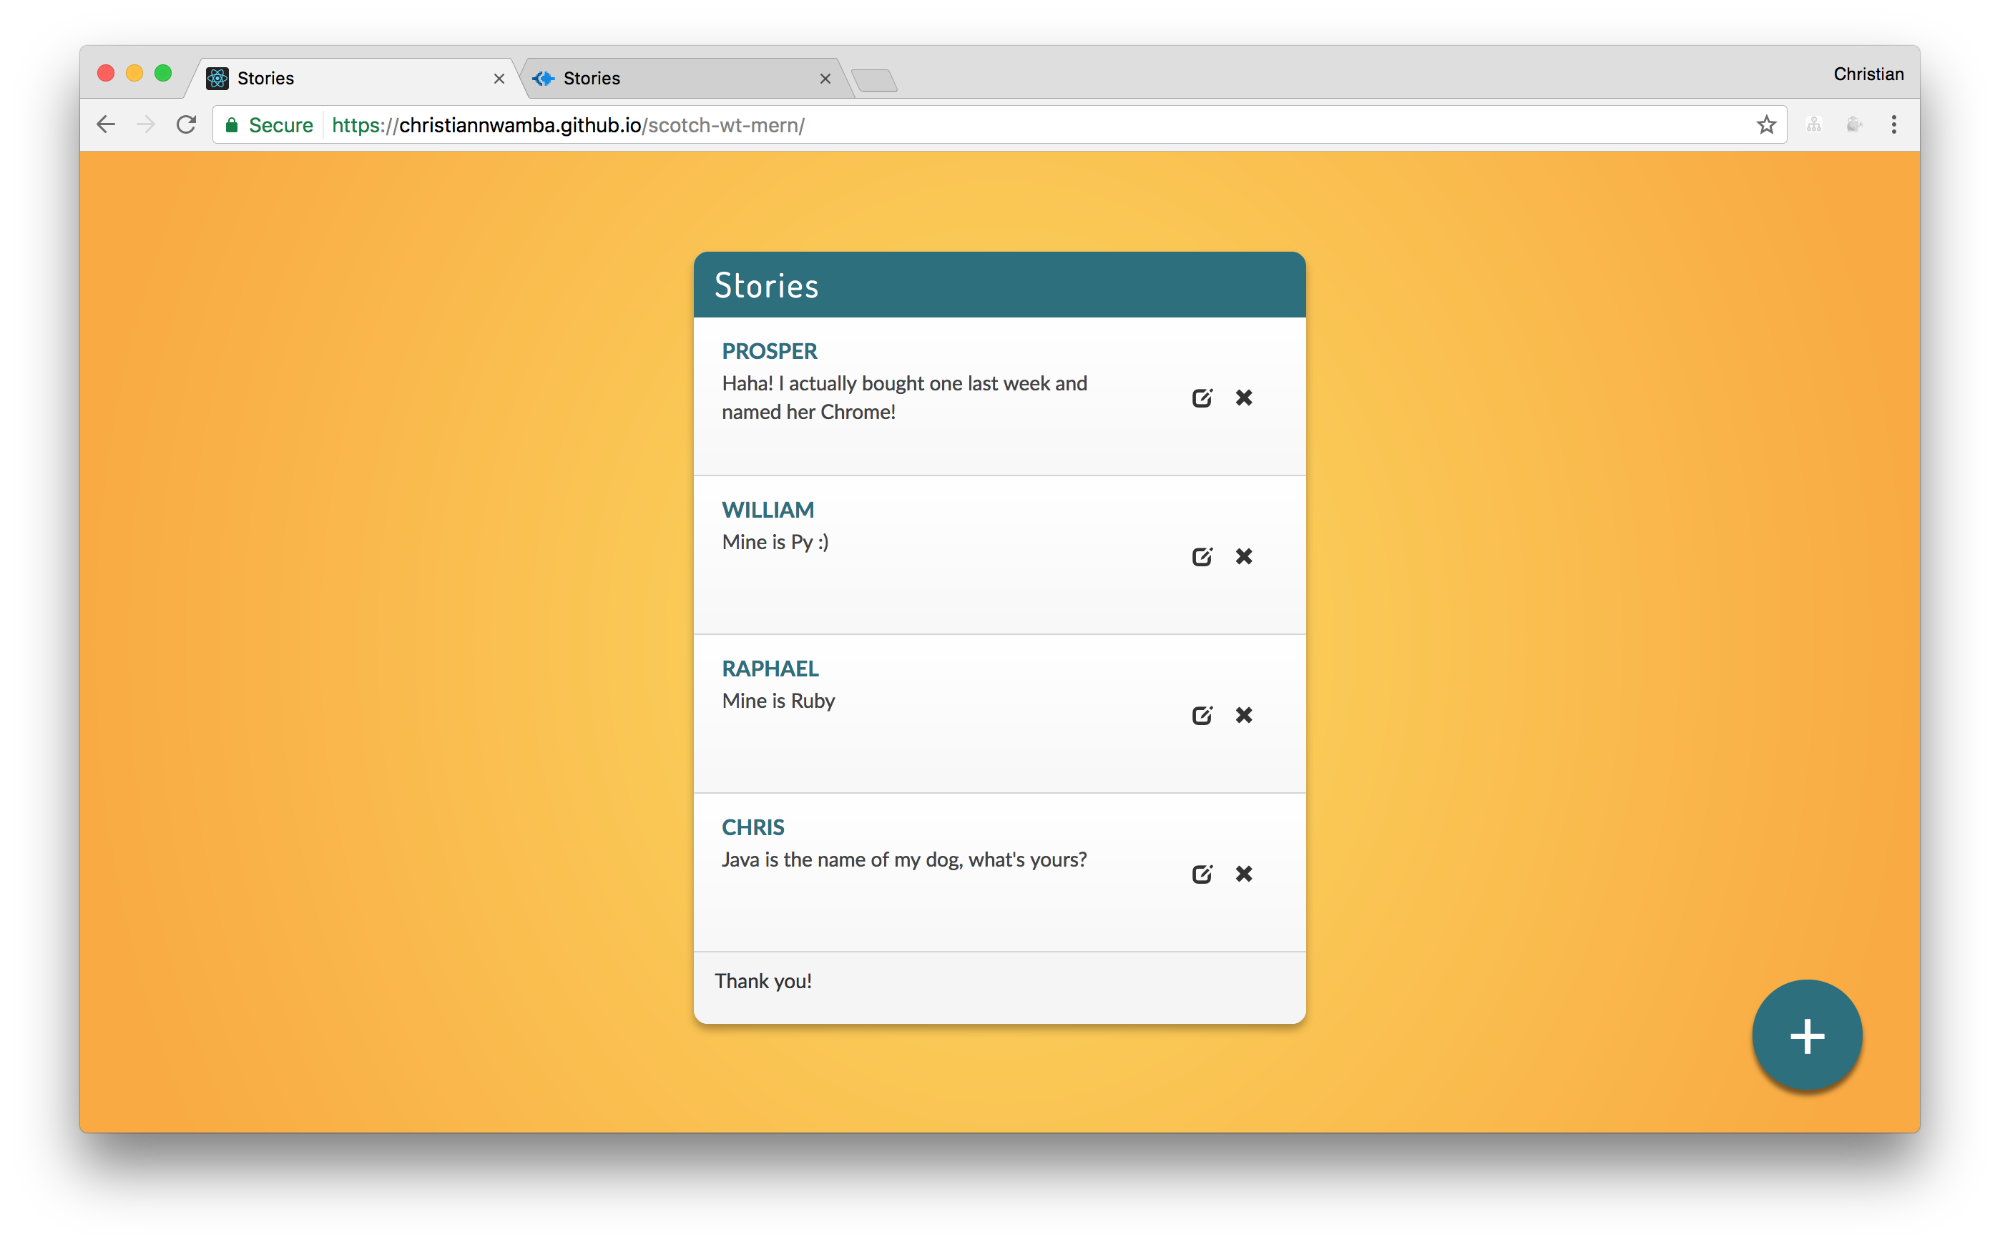 Stories
Stories
Christian
Secure
https://christiannwamba.github.io/scotch-wt-mern/
Stories
PROSPER
Haha! I actually bought one last week and
named her Chrome!
WILLIAM
Mine is Py :)
RAPHAEL
Mine is Ruby
CHRIS
Java is the name of my dog, what's yours?
Thank you!